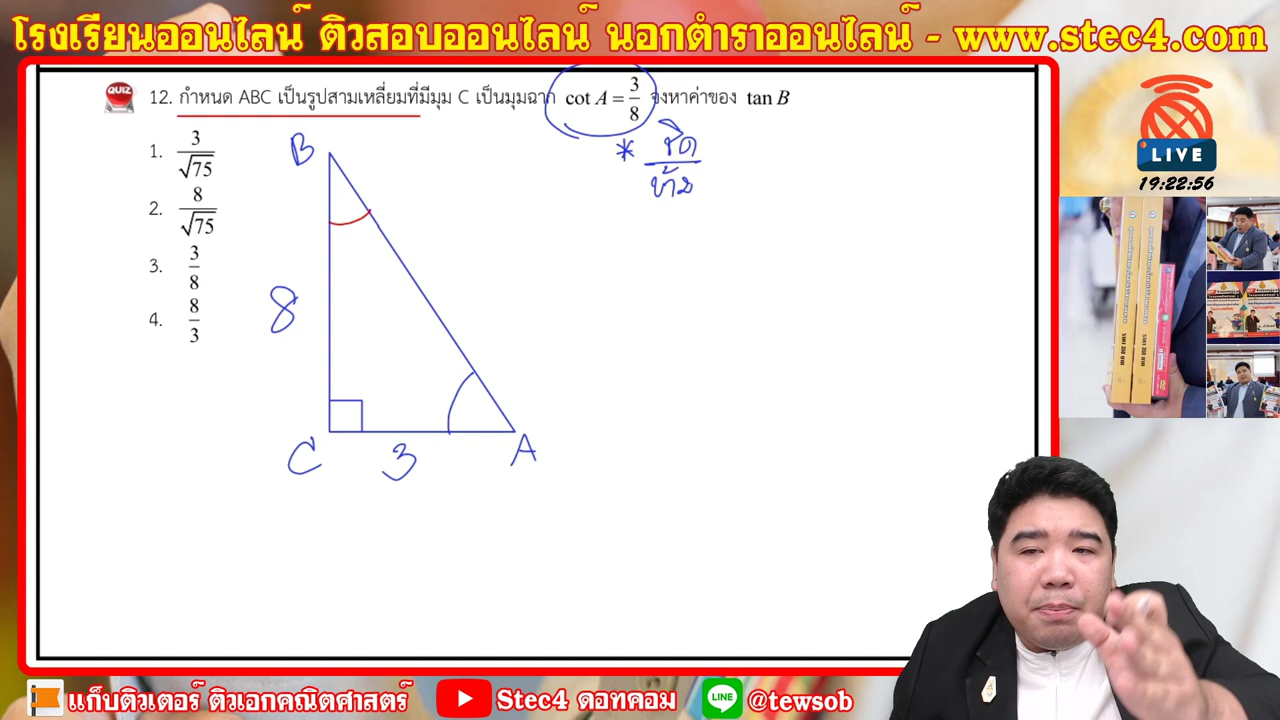 โรงเรียนออนไลน์ ติวสอบออนไลน์ นอกตำราออนไลน์ - www.stec4.com
QUIZ
12. กำหนด ABC เป็นรูปสามเหลี่ยมที่มีมุม C เป็นมุมฉาก cot A = 3/8 จงหาค่าของ tan B
* ชิด
ข้าม
1. 3/√75
2. 8/√75
3. 3/8
4. 8/3
B
8
C
3
A
LIVE
19:22:56
แก็บติวเตอร์ ติวเอกคณิตศาสตร์
Stec4 ดอทคอม
LINE
@tewsob